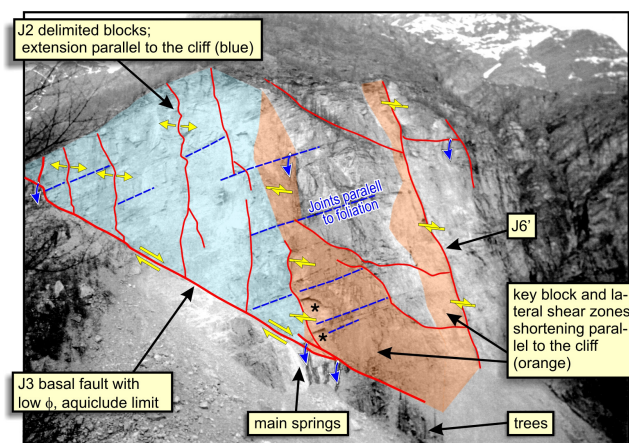 J2 delimited blocks;
extension parallel to the cliff (blue)
Joints paralell
to foliation
J6'
key block and la-
teral shear zones
shortening paral-
lel to the cliff
(orange)
J3 basal fault with
low ϕ, aquiclude limit
main springs
trees
*
*